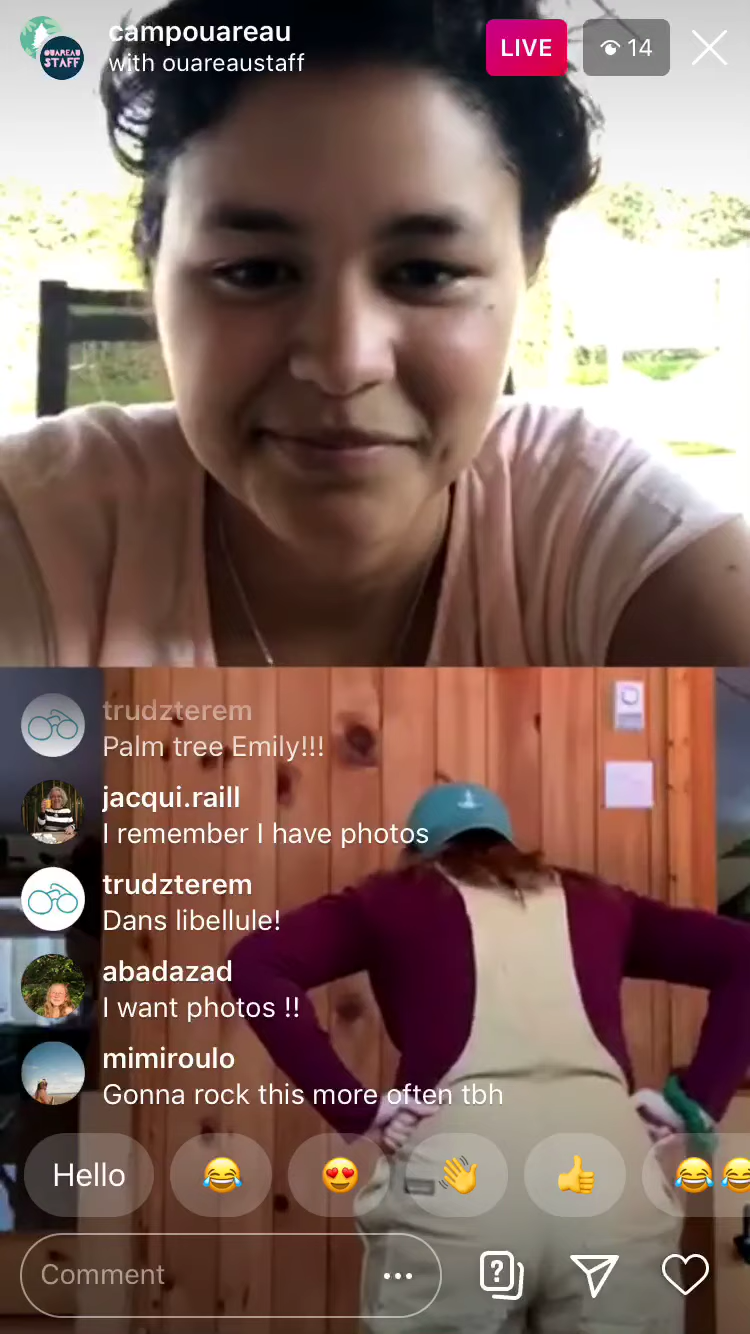 campouareau
with ouareaustaff
LIVE
14
OUAREAU
STAFF
trudzterem
Palm tree Emily!!!
jacqui.raill
I remember I have photos
trudzterem
Dans libellule!
abadazad
I want photos !!
mimiroulo
Gonna rock this more often tbh
Hello
Comment